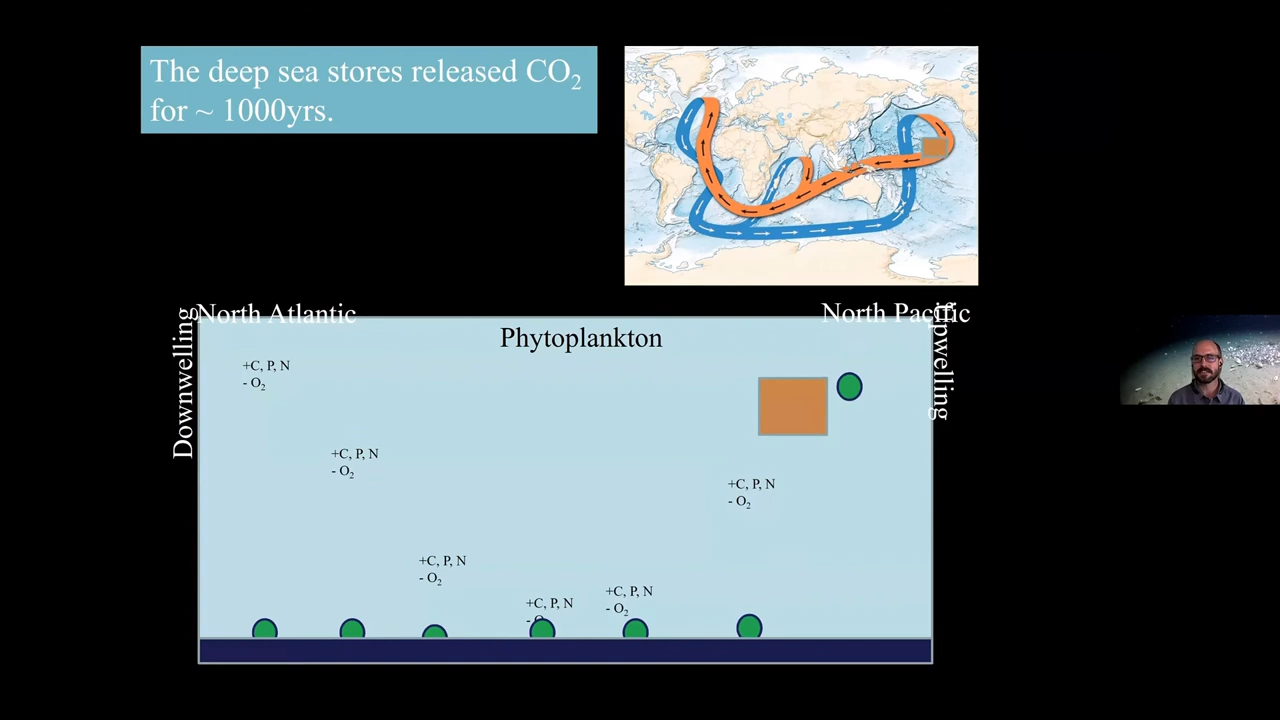 The deep sea stores released CO₂
for ~ 1000yrs.
North Atlantic
North Pacific
Downwelling
Upwelling
Phytoplankton
+C, P, N
- O₂
+C, P, N
- O₂
+C, P, N
- O₂
+C, P, N
- O₂
+C, P, N
+C, P, N
- O₂